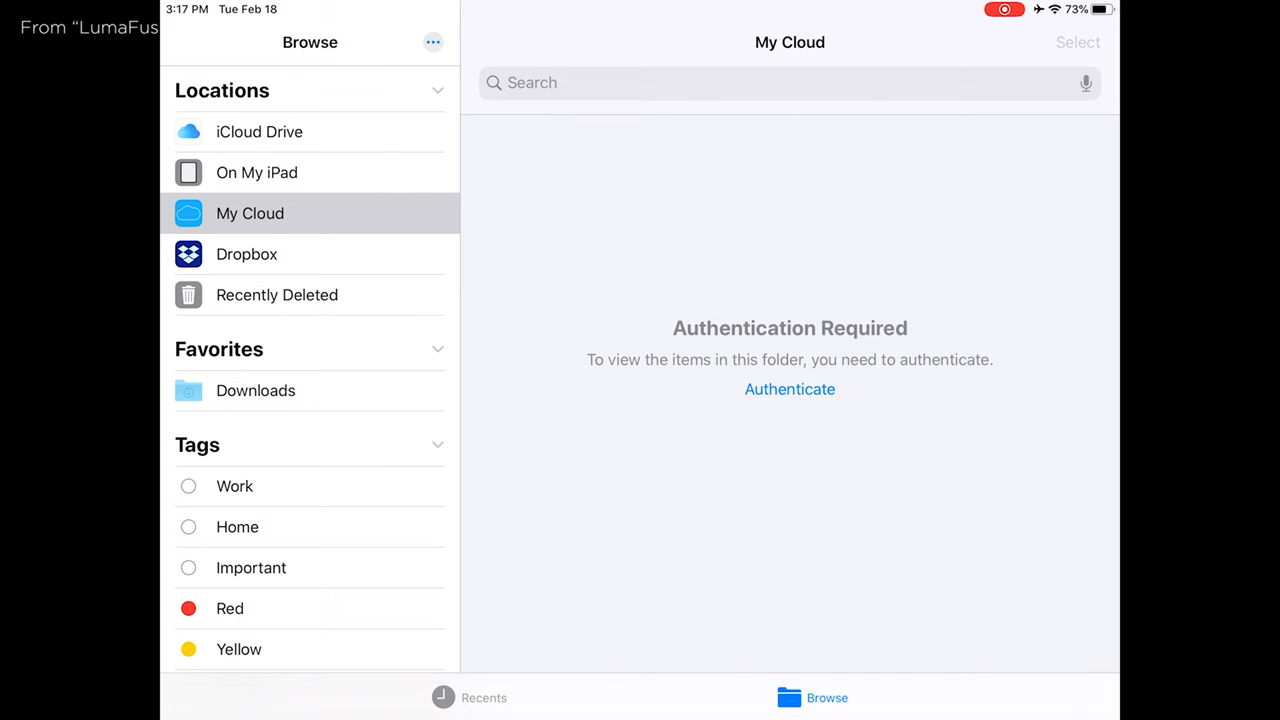 From “LumaFus
3:17 PM Tue Feb 18
73%
Browse
My Cloud
Select
Search
Locations
iCloud Drive
On My iPad
My Cloud
Dropbox
Recently Deleted
Favorites
Downloads
Tags
Work
Home
Important
Red
Yellow
Authentication Required
To view the items in this folder, you need to authenticate.
Authenticate
Recents
Browse